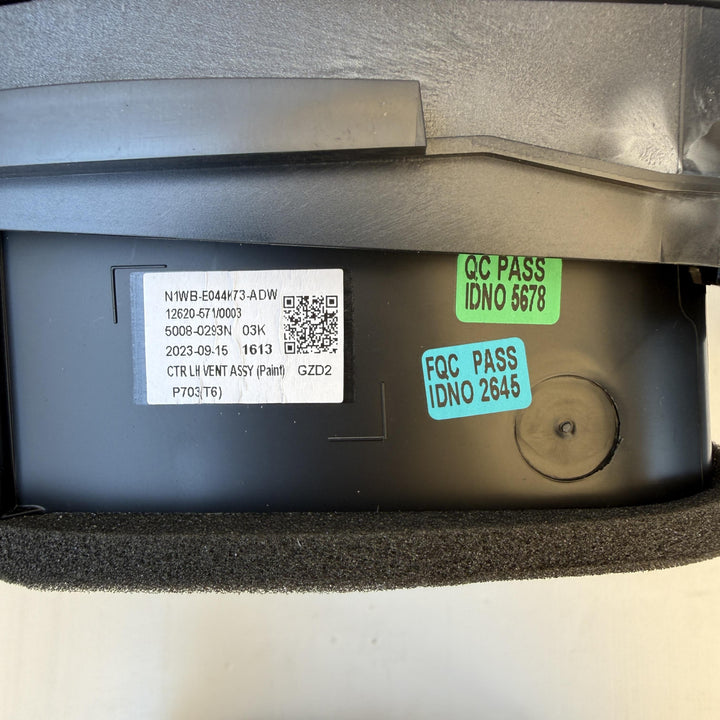 N1WB-E044K73-ADW
12620-571/0003
5008-0293N 03K
2023-09-15 1613
CTR LH VENT ASSY (Paint) GZD2
P703(T6)
QC PASS
IDNO 5678
FQC PASS
IDNO 2645